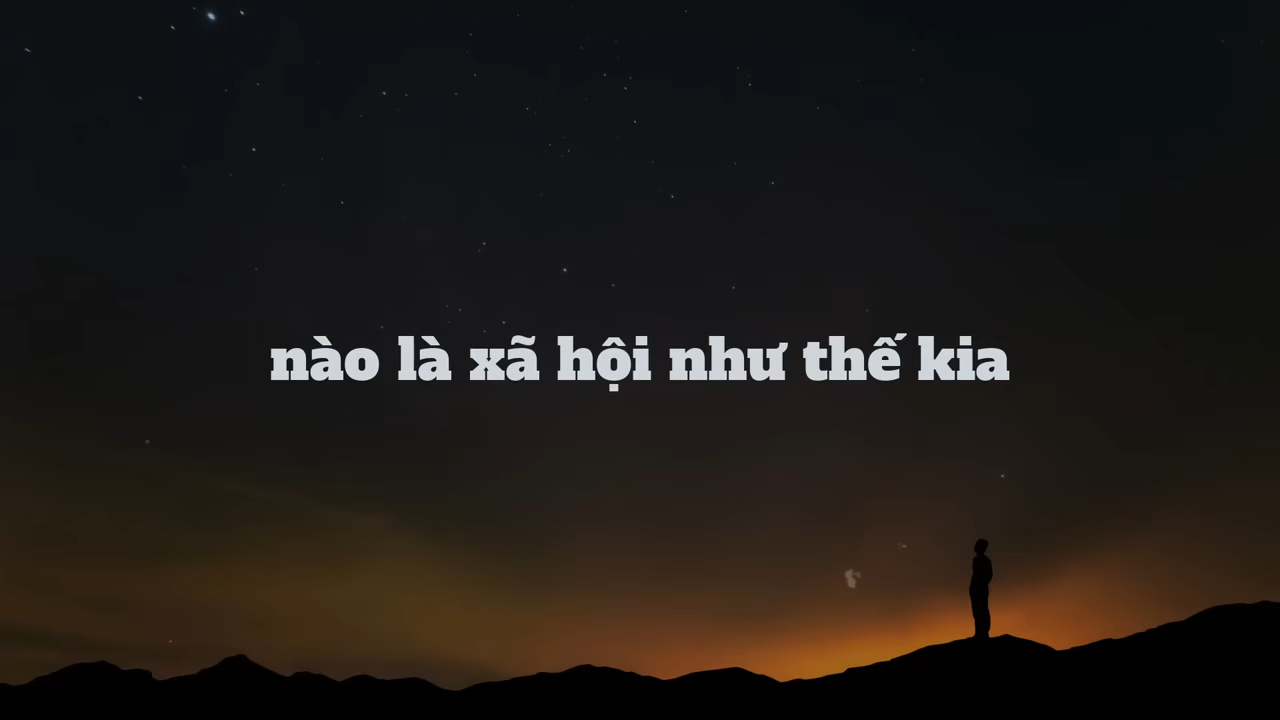 nào là xã hội như thế kia